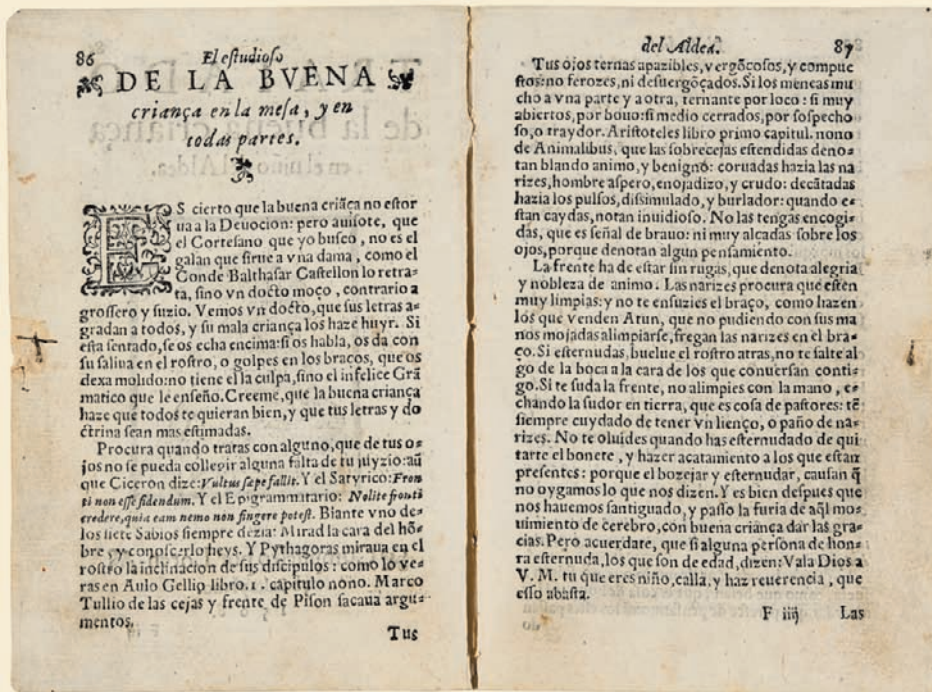 86
El estudioso
DE LA BVENA
criança en la mesa, y en
todas partes.
ES cierto que la buena criãça no estor
ua a la Deuocion: pero auisote, que
el Cortesano que yo busco, no es el
galan que sirue a vna dama, como el
Conde Balthasar Castellon lo retra-
ta, sino vn docto moço, contrario a
grossero y suzio. Vemos vn docto, que sus letras a-
gradan a todos, y su mala criança los haze huyr. Si
esta sentado, se os echa encima: si os habla, os da con
su saliua en el rostro, o golpes en los braços, que os
dexa molido: no tiene el la culpa, sino el infelice Grã
matico que le enseño. Creeme, que la buena criança
haze que todos te quieran bien, y que tus letras y do
ctrina sean mas estimadas.
Procura quando tratas con alguno, que de tus o-
jos no se pueda collegir alguna falta de tu juyzio: aũ
que Ciceron dize: Vultus sæpe fallit. Y el Satyrico: Fron
ti non esse fidendum. Y el Epigrammatario: Nolite fronti
credere, quia eam nemo non fingere potest. Biante vno de
los siete Sabios siempre dezia: Mirad la cara del hõ-
bre, y conoscerlo heys. Y Pythagoras miraua en el
rostro la inclinacion de sus discipulos: como lo ve-
ras en Aulo Gellio libro. 1. capitulo nono. Marco
Tullio de las cejas y frente de Pison sacaua argu-
mentos.
Tus
del Aldea.
87
Tus ojos ternas apazibles, vergõcosos, y compue
stos: no ferozes, ni desuergõçados. Si los meneas mu
cho a vna parte y a otra, ternante por loco: si muy
abiertos, por bouo: si medio cerrados, por sospecho
so, o traydor. Aristoteles libro primo capitul. nono
de Animalibus, que las sobrecejas estendidas deno-
tan blando animo, y benigno: coruadas hazia las na
rizes, hombre aspero, enojadizo, y crudo: decãtadas
hazia los pulsos, dissimulado, y burlador: quando e-
stan caydas, notan inuidioso. No las tengas encogi-
das, que es señal de brauo: ni muy alçadas sobre los
ojos, porque denotan algun pensamiento.
La frente ha de estar sin rugas, que denota alegria
y nobleza de animo. Las narizes procura que esten
muy limpias: y no te ensuzies el braço, como hazen
los que venden Atun, que no pudiendo con sus ma
nos mojadas alimpiarse, fregan las narizes en el bra-
ço. Si esternudas, buelue el rostro atras, no te salte al
go de la boca a la cara de los que conuersan conti-
go. Si te suda la frente, no alimpies con la mano, e-
chando la sudor en tierra, que es cosa de pastores: tẽ
siempre cuydado de tener vn lienço, o paño de na-
rizes. No te oluides quando has esternudado de qui
tarte el bonete, y hazer acatamiento a los que estan
presentes: porque el bozejar y esternudar, causan q̃
no oygamos lo que nos dizen. Y es bien despues que
nos hauemos santiguado, y passo la furia de aq̃l mo-
uimiento de cerebro, con buena criança dar las gra-
cias. Pero acuerdate, que si alguna persona de hon-
ra esternuda, los que son de edad, dizen: Vala Dios a
V. M. tu que eres niño, calla, y haz reuerencia, que
esso abasta.
F iiij Las